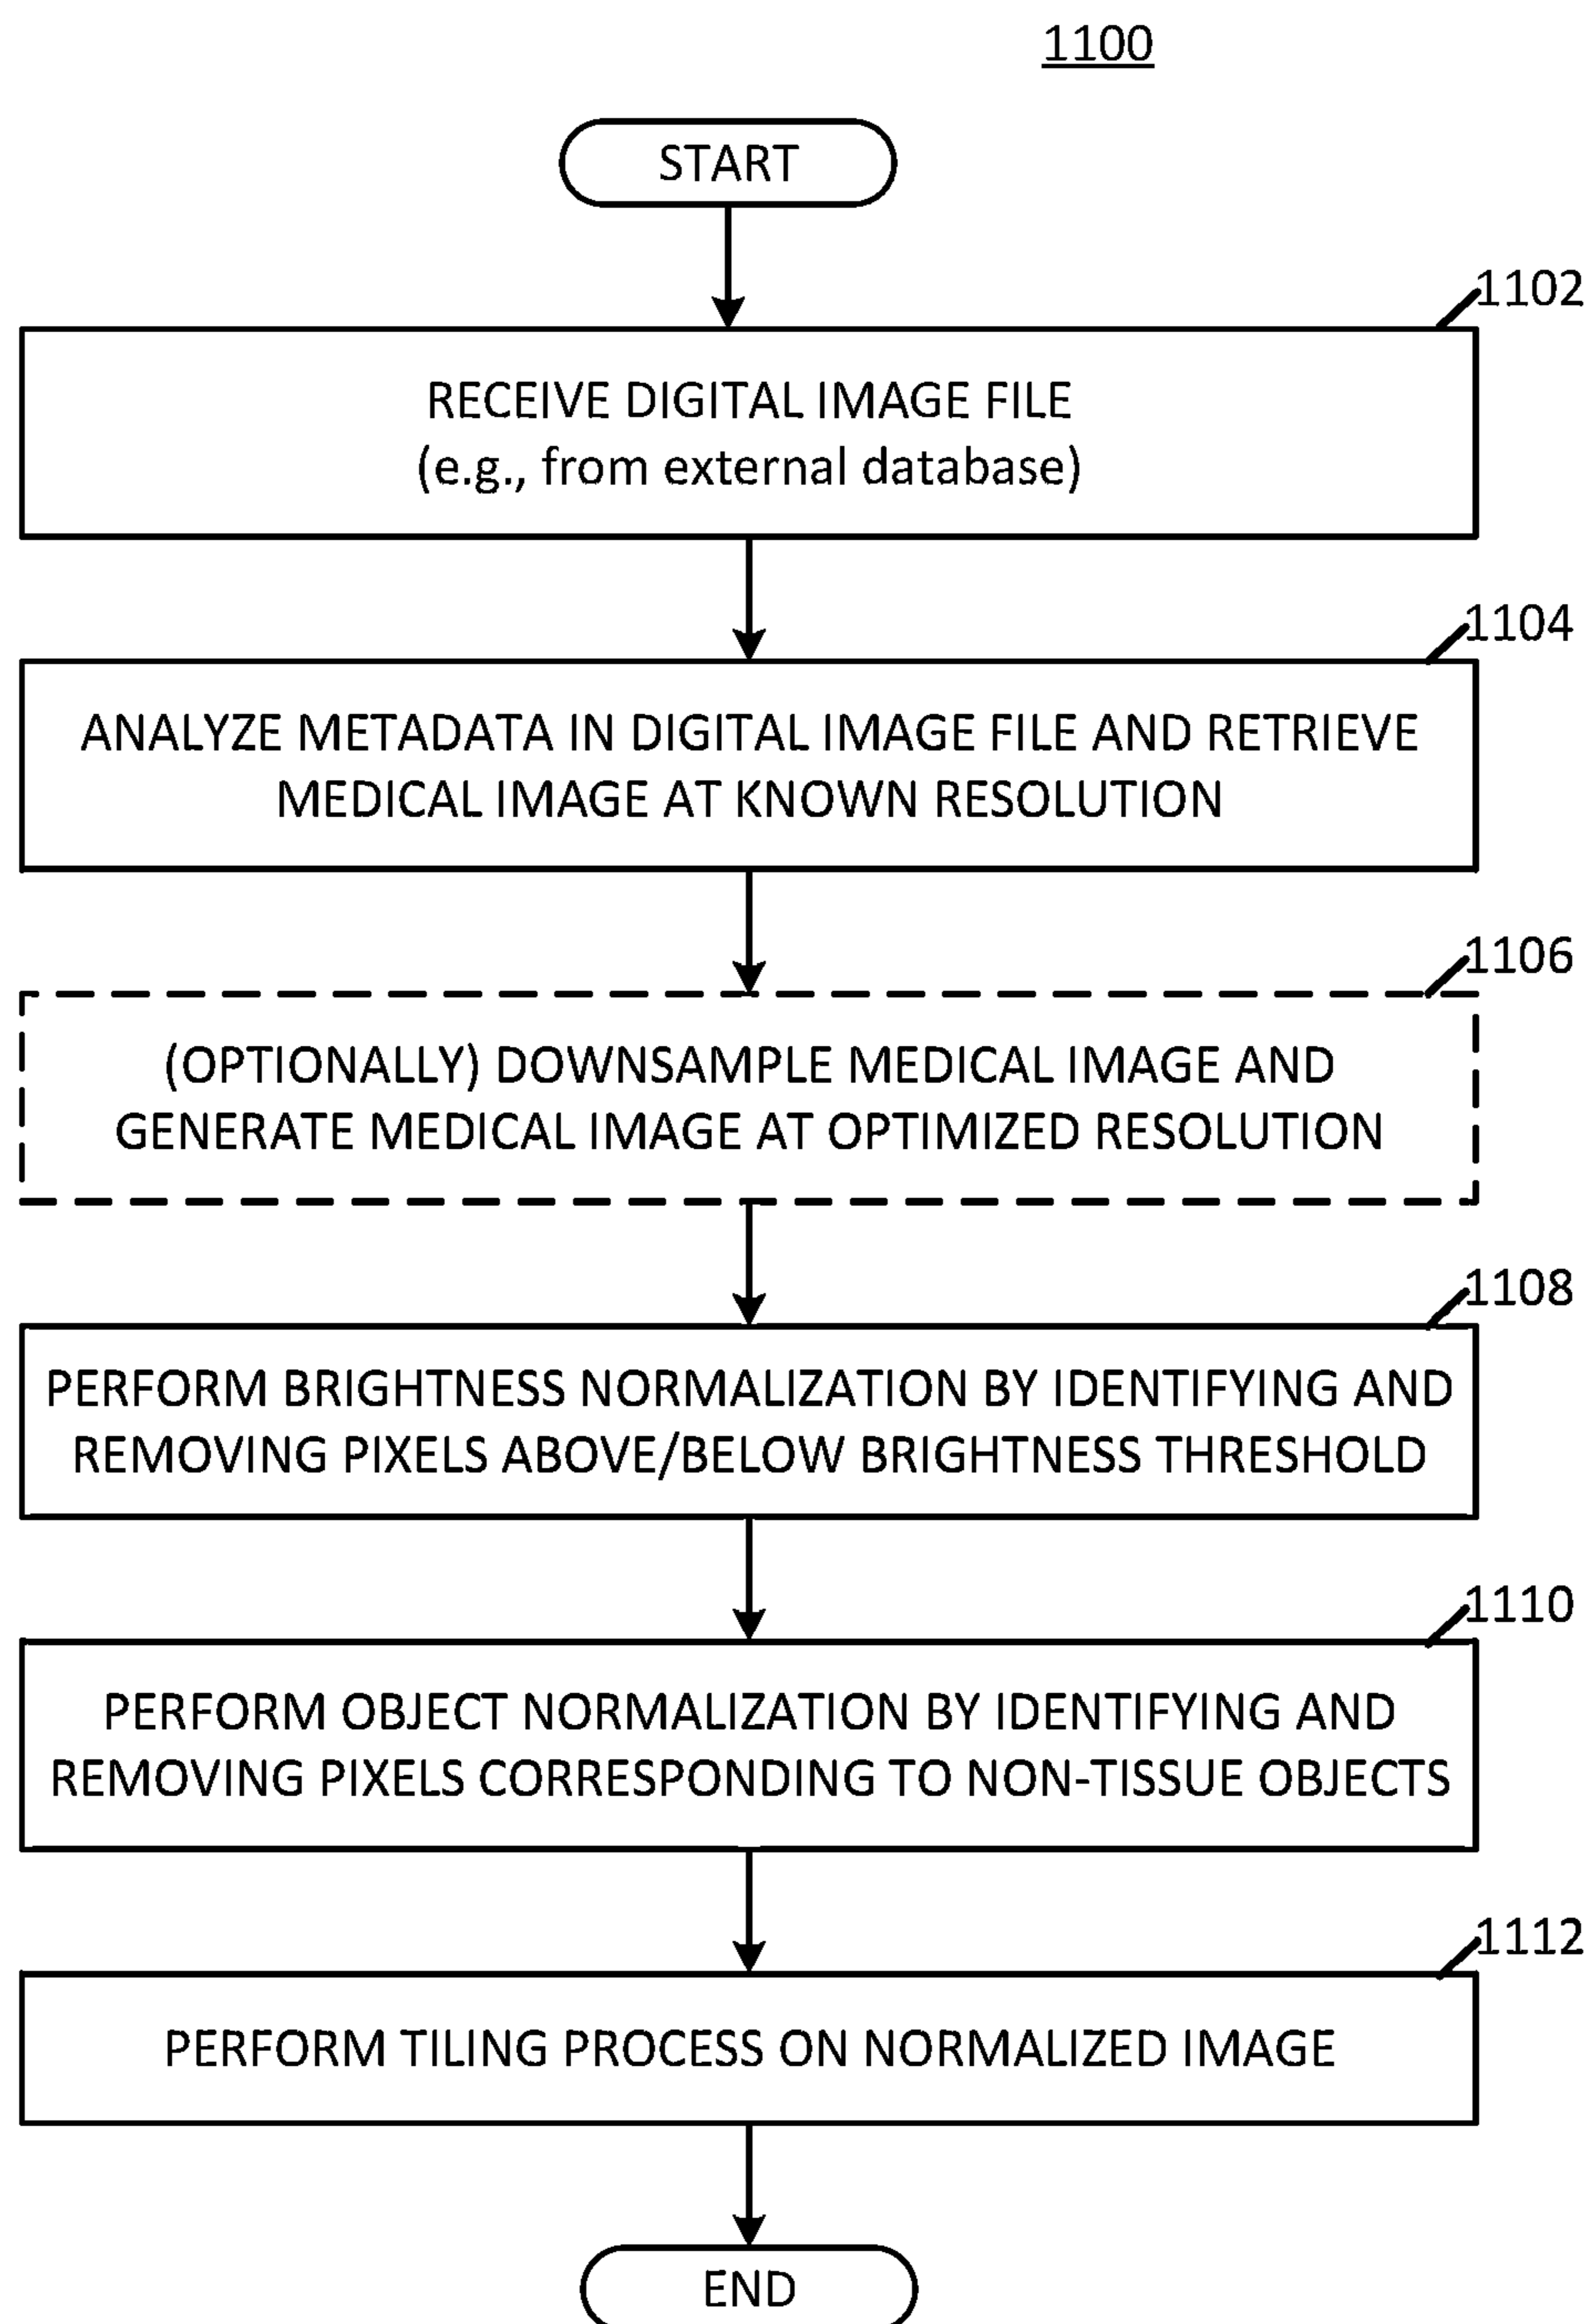 1100
START
1102
RECEIVE DIGITAL IMAGE FILE
(e.g., from external database)
1104
ANALYZE METADATA IN DIGITAL IMAGE FILE AND RETRIEVE
MEDICAL IMAGE AT KNOWN RESOLUTION
1106
(OPTIONALLY) DOWNSAMPLE MEDICAL IMAGE AND
GENERATE MEDICAL IMAGE AT OPTIMIZED RESOLUTION
1108
PERFORM BRIGHTNESS NORMALIZATION BY IDENTIFYING AND
REMOVING PIXELS ABOVE/BELOW BRIGHTNESS THRESHOLD
1110
PERFORM OBJECT NORMALIZATION BY IDENTIFYING AND
REMOVING PIXELS CORRESPONDING TO NON-TISSUE OBJECTS
1112
PERFORM TILING PROCESS ON NORMALIZED IMAGE
END